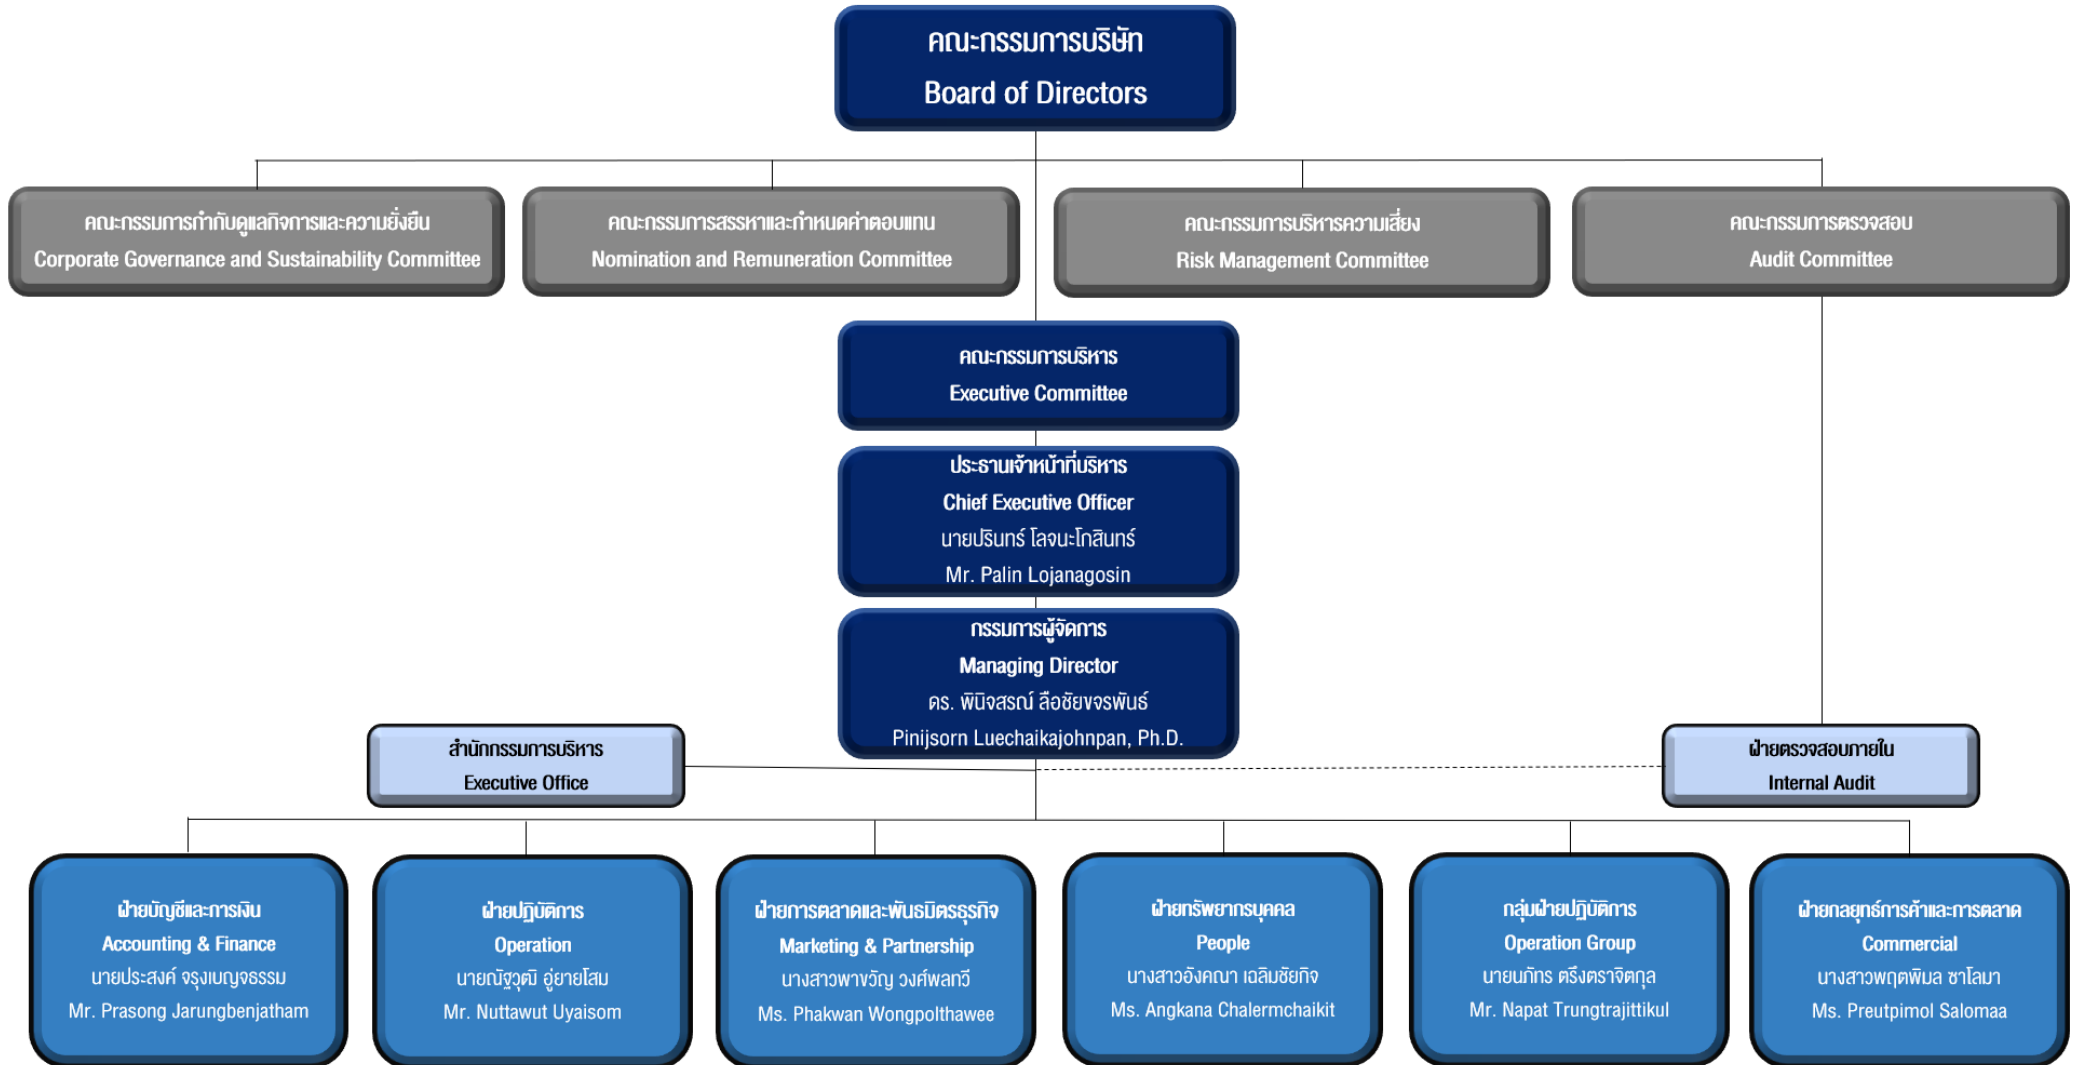 คณะกรรมการบริษัท
Board of Directors
คณะกรรมการกำกับดูแลกิจการและความยั่งยืน
Corporate Governance and Sustainability Committee
คณะกรรมการสรรหาและกำหนดค่าตอบแทน
Nomination and Remuneration Committee
คณะกรรมการบริหารความเสี่ยง
Risk Management Committee
คณะกรรมการตรวจสอบ
Audit Committee
คณะกรรมการบริหาร
Executive Committee
ประธานเจ้าหน้าที่บริหาร
Chief Executive Officer
นายปรินทร์ โลจนะโกสินทร์
Mr. Palin Lojanagosin
กรรมการผู้จัดการ
Managing Director
ดร. พินิจสรณ์ ลือชัยขจรพันธ์
Pinijsorn Luechaikajohnpan, Ph.D.
สำนักกรรมการบริหาร
Executive Office
ฝ่ายตรวจสอบภายใน
Internal Audit
ฝ่ายบัญชีและการเงิน
Accounting & Finance
นายประสงค์ จรุงเบญจธรรม
Mr. Prasong Jarungbenjatham
ฝ่ายปฏิบัติการ
Operation
นายณัฐวุฒิ อู่ยายโสม
Mr. Nuttawut Uyaisom
ฝ่ายการตลาดและพันธมิตรธุรกิจ
Marketing & Partnership
นางสาวพาขวัญ วงศ์พลทวี
Ms. Phakwan Wongpolthawee
ฝ่ายทรัพยากรบุคคล
People
นางสาวอังคณา เฉลิมชัยกิจ
Ms. Angkana Chalermchaikit
กลุ่มฝ่ายปฏิบัติการ
Operation Group
นายนภัทร ตรึงตราจิตกุล
Mr. Napat Trungtrajittikul
ฝ่ายกลยุทธ์การค้าและการตลาด
Commercial
นางสาวพฤตพิมล ซาโลมา
Ms. Preutpimol Salomaa